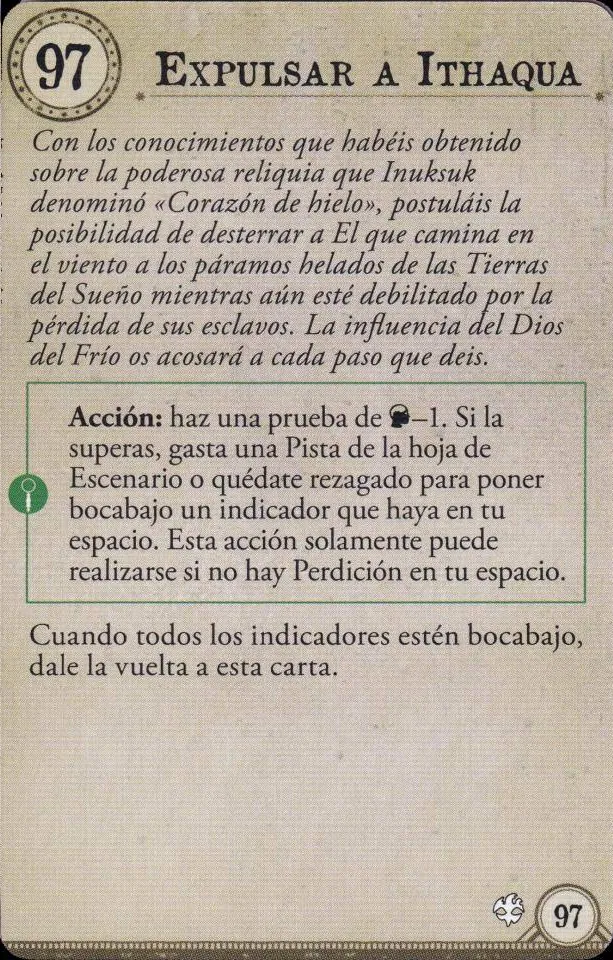 97
Expulsar a Ithaqua
Con los conocimientos que habéis obtenido
sobre la poderosa reliquia que Inuksuk
denominó «Corazón de hielo», postuláis la
posibilidad de desterrar a El que camina en
el viento a los páramos helados de las Tierras
del Sueño mientras aún esté debilitado por la
pérdida de sus esclavos. La influencia del Dios
del Frío os acosará a cada paso que deis.
Acción: haz una prueba de –1. Si la
superas, gasta una Pista de la hoja de
Escenario o quédate rezagado para poner
bocabajo un indicador que haya en tu
espacio. Esta acción solamente puede
realizarse si no hay Perdición en tu espacio.
Cuando todos los indicadores estén bocabajo,
dale la vuelta a esta carta.
97